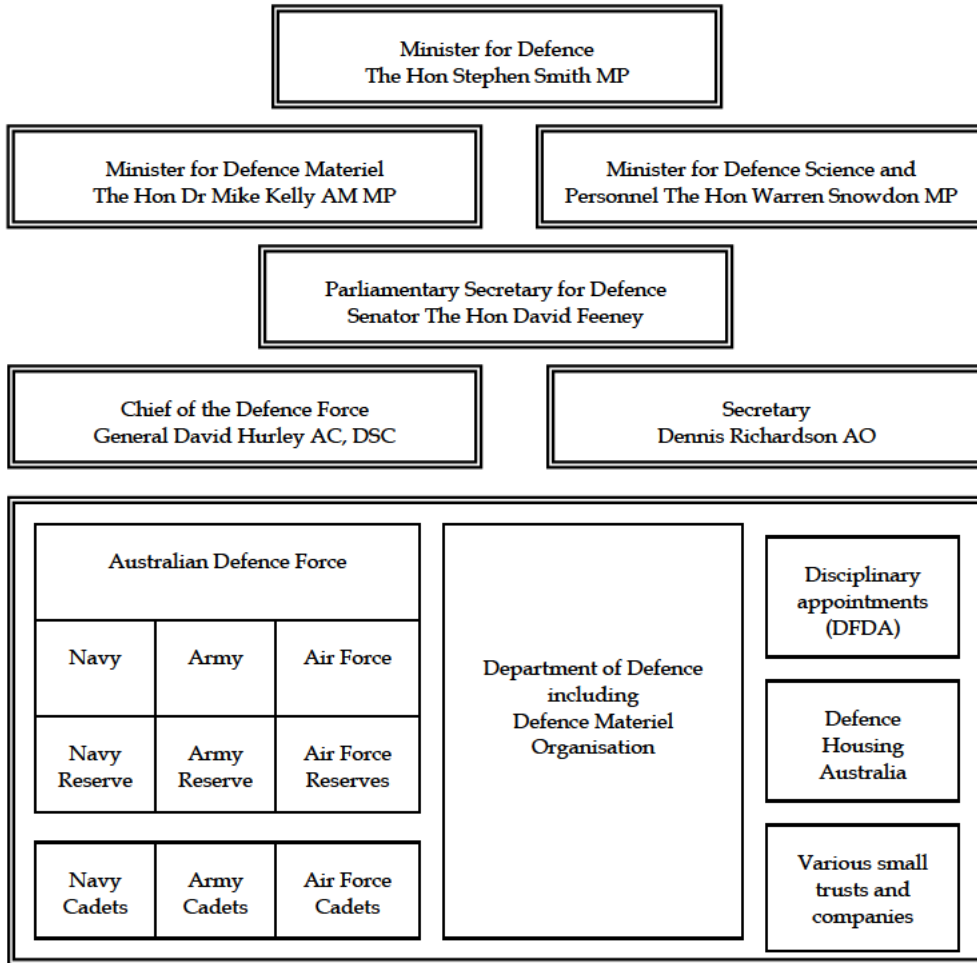 Minister for Defence
The Hon Stephen Smith MP
Minister for Defence Materiel
The Hon Dr Mike Kelly AM MP
Minister for Defence Science and
Personnel The Hon Warren Snowdon MP
Parliamentary Secretary for Defence
Senator The Hon David Feeney
Chief of the Defence Force
General David Hurley AC, DSC
Secretary
Dennis Richardson AO
Australian Defence Force
Navy
Army
Air Force
Navy
Reserve
Army
Reserve
Air Force
Reserves
Navy
Cadets
Army
Cadets
Air Force
Cadets
Department of Defence
including
Defence Materiel
Organisation
Disciplinary
appointments
(DFDA)
Defence
Housing
Australia
Various small
trusts and
companies